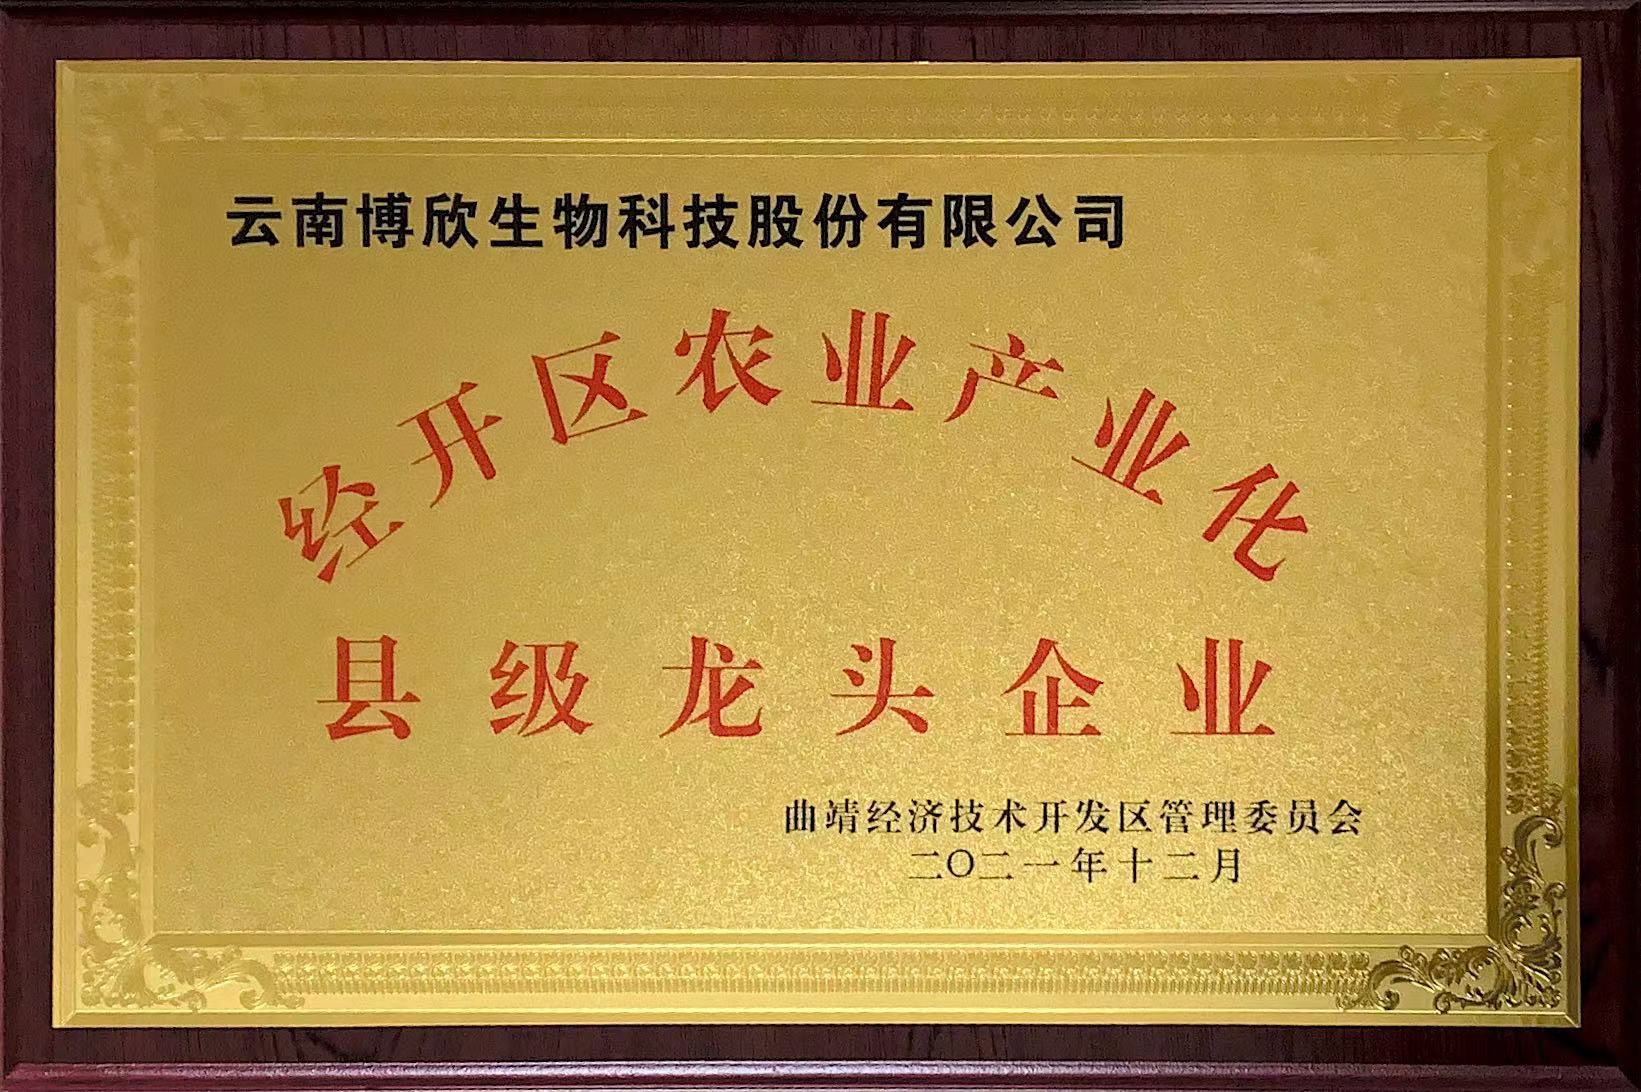 云南博欣生物科技股份有限公司
经开区农业产业化
县级龙头企业
曲靖经济技术开发区管理委员会
二〇二一年十二月